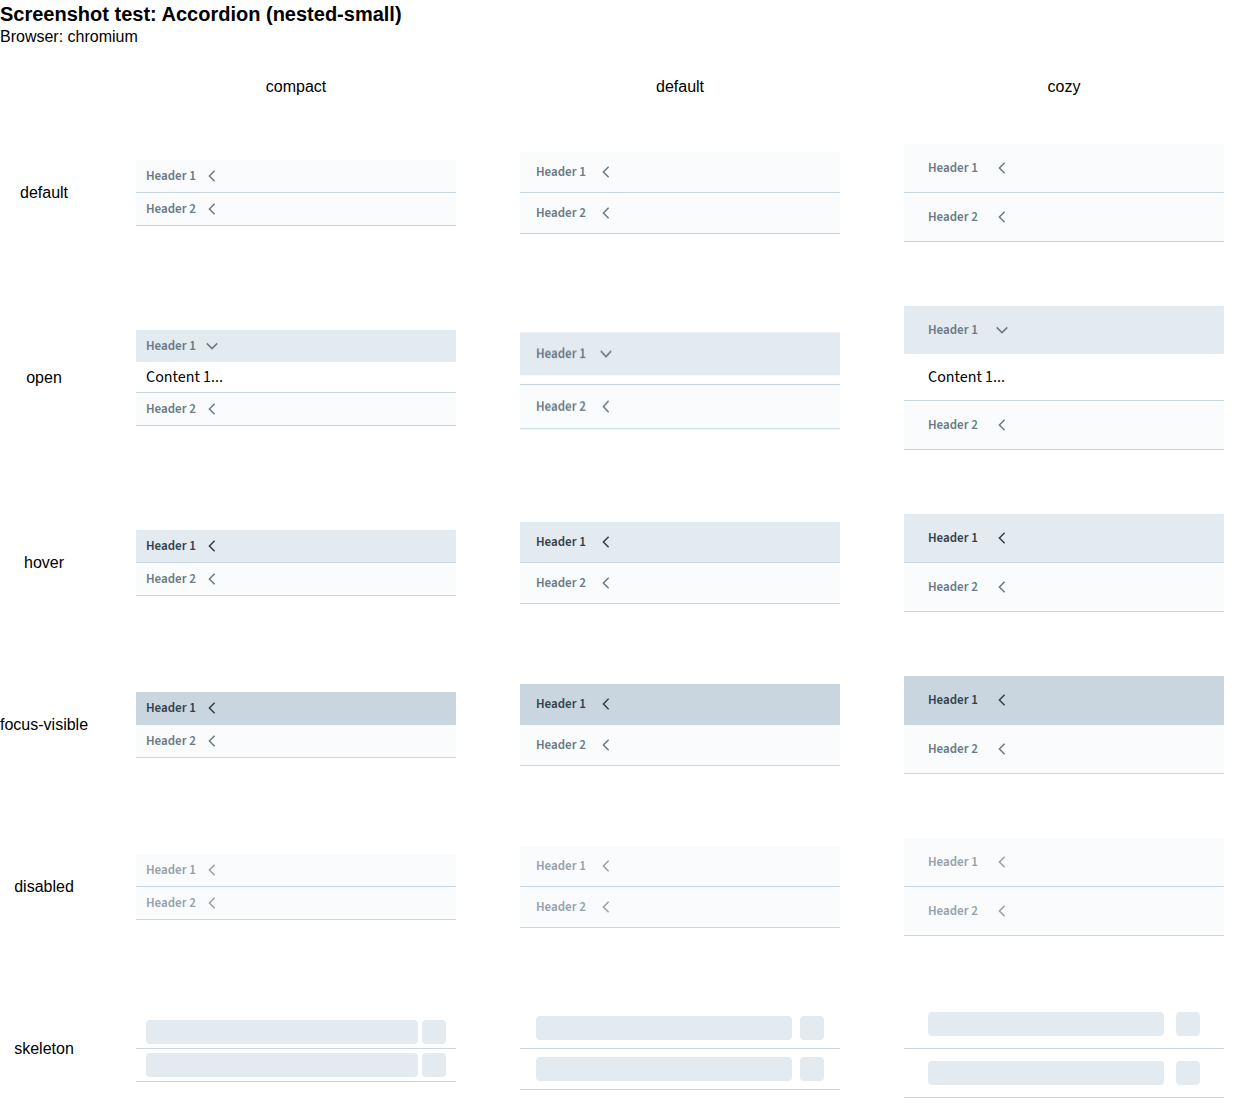 Screenshot test: Accordion (nested-small)
Browser: chromium
compact default cozy
default
Header 1 Header 1 Header 1
Header 2 Header 2 Header 2
open
Header 1 Header 1 Header 1
Content 1... Content 1...
Header 2 Header 2 Header 2
hover
Header 1 Header 1 Header 1
Header 2 Header 2 Header 2
focus-visible
Header 1 Header 1 Header 1
Header 2 Header 2 Header 2
disabled
Header 1 Header 1 Header 1
Header 2 Header 2 Header 2
skeleton